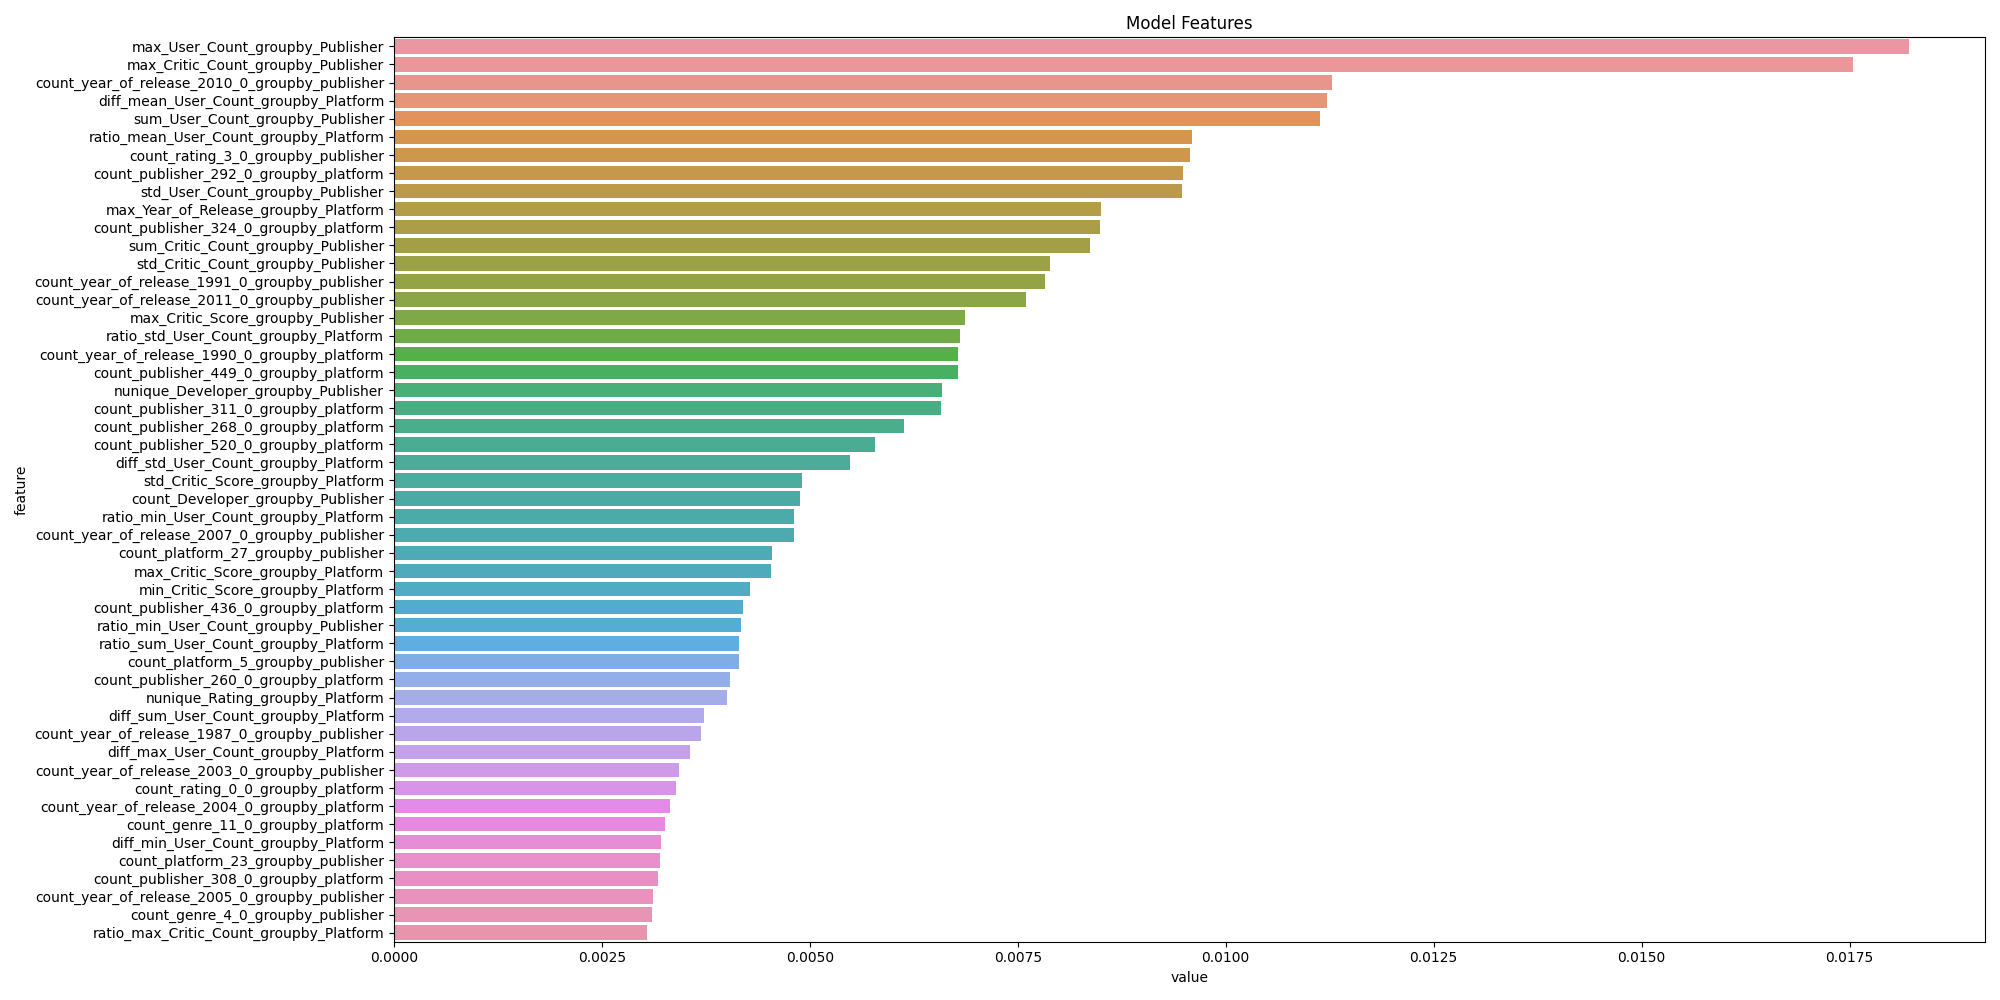 Model Features
max_User_Count_groupby_Publisher
max_Critic_Count_groupby_Publisher
count_year_of_release_2010_0_groupby_publisher
diff_mean_User_Count_groupby_Platform
sum_User_Count_groupby_Publisher
ratio_mean_User_Count_groupby_Platform
count_rating_3_0_groupby_publisher
count_publisher_292_0_groupby_platform
std_User_Count_groupby_Publisher
max_Year_of_Release_groupby_Platform
count_publisher_324_0_groupby_platform
sum_Critic_Count_groupby_Publisher
std_Critic_Count_groupby_Publisher
count_year_of_release_1991_0_groupby_publisher
count_year_of_release_2011_0_groupby_publisher
max_Critic_Score_groupby_Publisher
ratio_std_User_Count_groupby_Platform
count_year_of_release_1990_0_groupby_platform
count_publisher_449_0_groupby_platform
nunique_Developer_groupby_Publisher
count_publisher_311_0_groupby_platform
count_publisher_268_0_groupby_platform
count_publisher_520_0_groupby_platform
diff_std_User_Count_groupby_Platform
std_Critic_Score_groupby_Platform
count_Developer_groupby_Publisher
ratio_min_User_Count_groupby_Platform
count_year_of_release_2007_0_groupby_publisher
count_platform_27_groupby_publisher
max_Critic_Score_groupby_Platform
min_Critic_Score_groupby_Platform
count_publisher_436_0_groupby_platform
ratio_min_User_Count_groupby_Publisher
ratio_sum_User_Count_groupby_Platform
count_platform_5_groupby_publisher
count_publisher_260_0_groupby_platform
nunique_Rating_groupby_Platform
diff_sum_User_Count_groupby_Platform
count_year_of_release_1987_0_groupby_publisher
diff_max_User_Count_groupby_Platform
count_year_of_release_2003_0_groupby_publisher
count_rating_0_0_groupby_platform
count_year_of_release_2004_0_groupby_platform
count_genre_11_0_groupby_platform
diff_min_User_Count_groupby_Platform
count_platform_23_groupby_publisher
count_publisher_308_0_groupby_platform
count_year_of_release_2005_0_groupby_publisher
count_genre_4_0_groupby_publisher
ratio_max_Critic_Count_groupby_Platform
feature
0.0000 0.0025 0.0050 0.0075 0.0100 0.0125 0.0150 0.0175
value